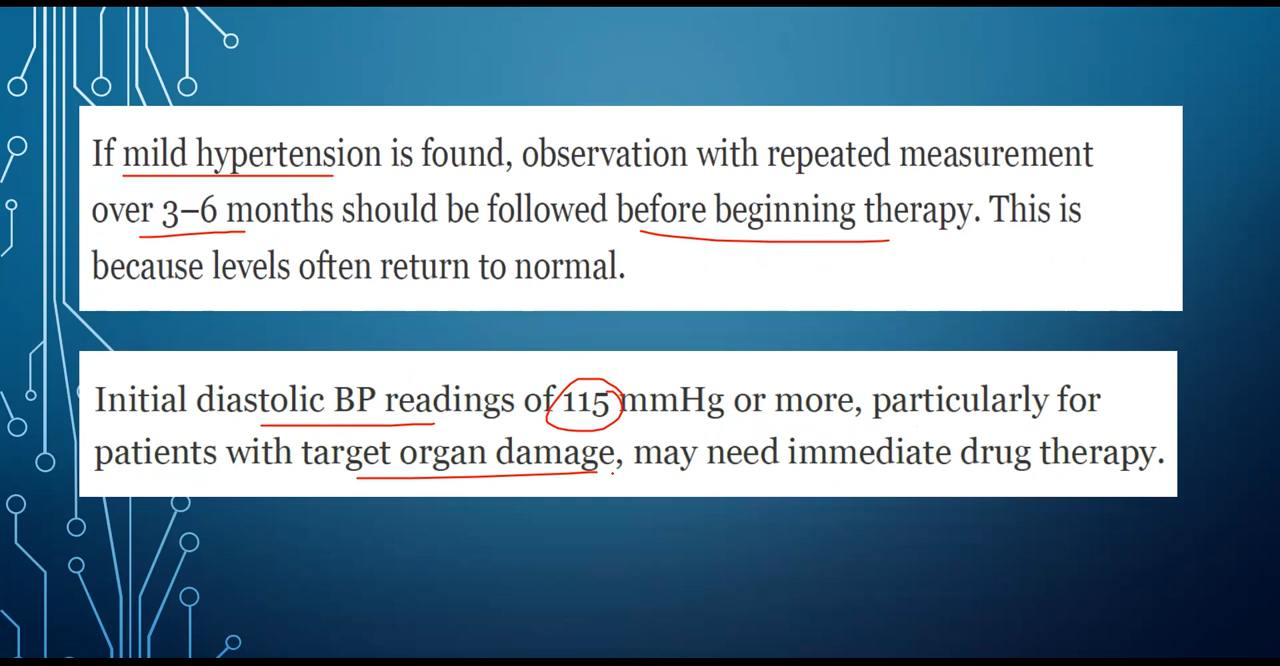 If mild hypertension is found, observation with repeated measurement
over 3–6 months should be followed before beginning therapy. This is
because levels often return to normal.
Initial diastolic BP readings of 115 mmHg or more, particularly for
patients with target organ damage, may need immediate drug therapy.